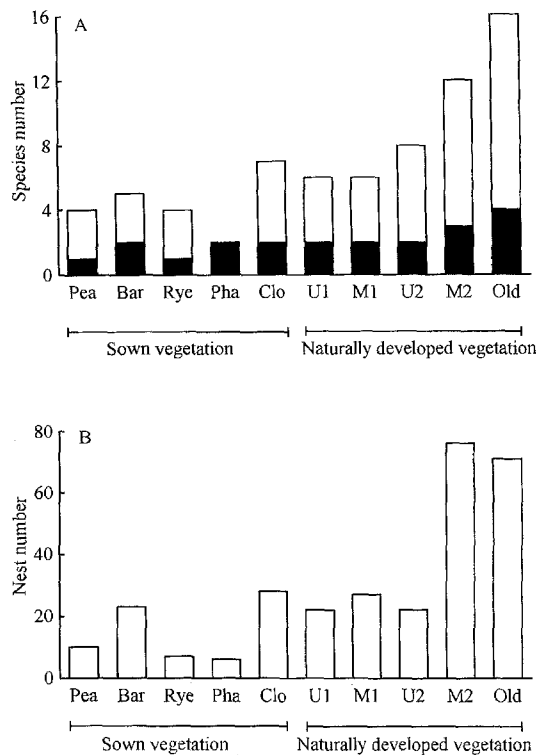 A
Species number
16
12
8
4
0
Pea Bar Rye Pha Clo U1 M1 U2 M2 Old
Sown vegetation Naturally developed vegetation
B
Nest number
80
60
40
20
0
Pea Bar Rye Pha Clo U1 M1 U2 M2 Old
Sown vegetation Naturally developed vegetation